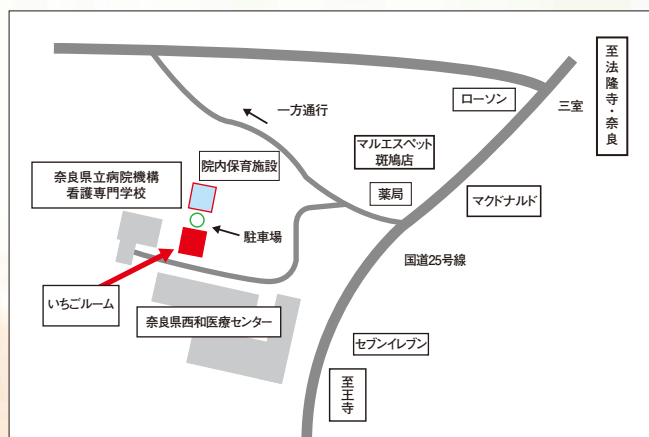 至法隆寺・奈良
ローソン
三室
一方通行
マルエスペット
斑鳩店
院内保育施設
奈良県立病院機構
看護専門学校
薬局
マクドナルド
駐車場
国道25号線
いちごルーム
奈良県西和医療センター
セブンイレブン
至王寺